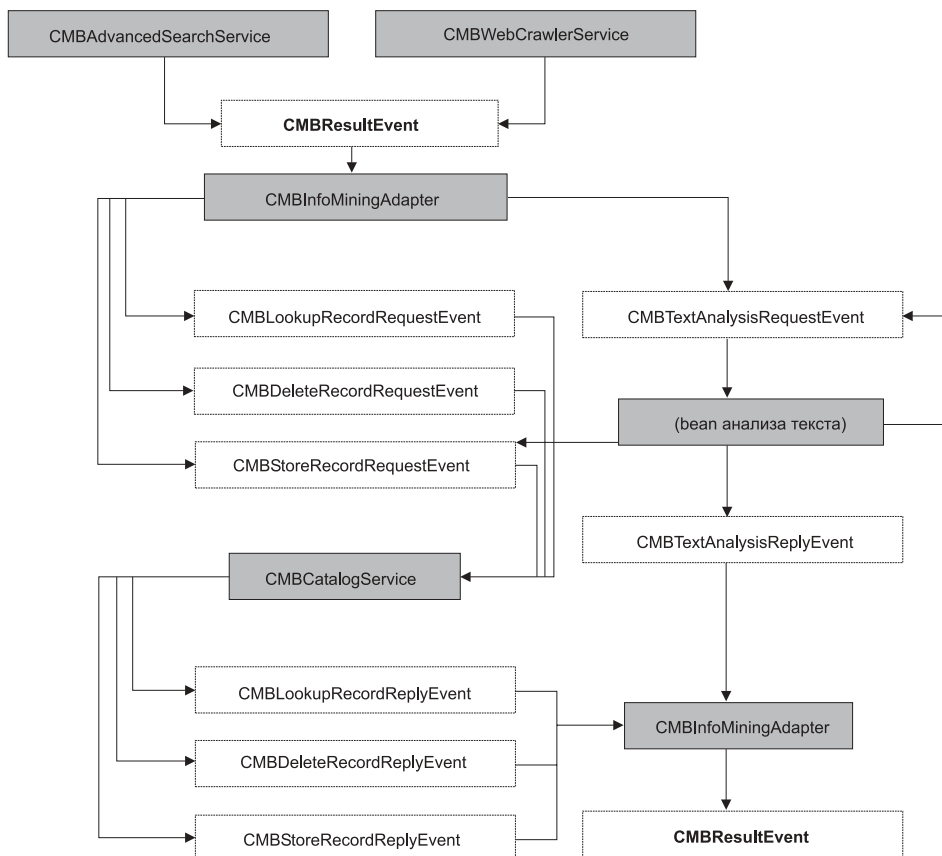 CMBAdvancedSearchService
CMBWebCrawlerService
CMBResultEvent
CMBInfoMiningAdapter
CMBLookupRecordRequestEvent
CMBTextAnalysisRequestEvent
CMBDeleteRecordRequestEvent
(bean анализа текста)
CMBStoreRecordRequestEvent
CMBTextAnalysisReplyEvent
CMBCatalogService
CMBLookupRecordReplyEvent
CMBInfoMiningAdapter
CMBDeleteRecordReplyEvent
CMBStoreRecordReplyEvent
CMBResultEvent